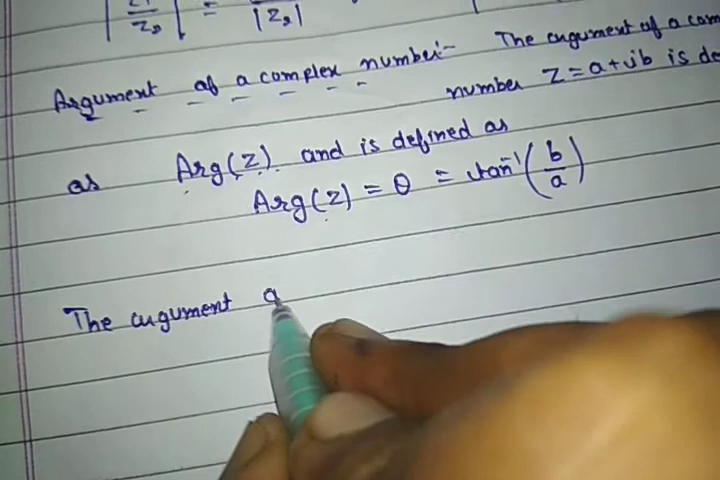 |z1/z2| = /|z2|
Argument of a complex number:- The argument of a com
number z = a+ib is de
as Arg(z) and is defined as
Arg(z) = θ = tan⁻¹(b/a)
The argument o